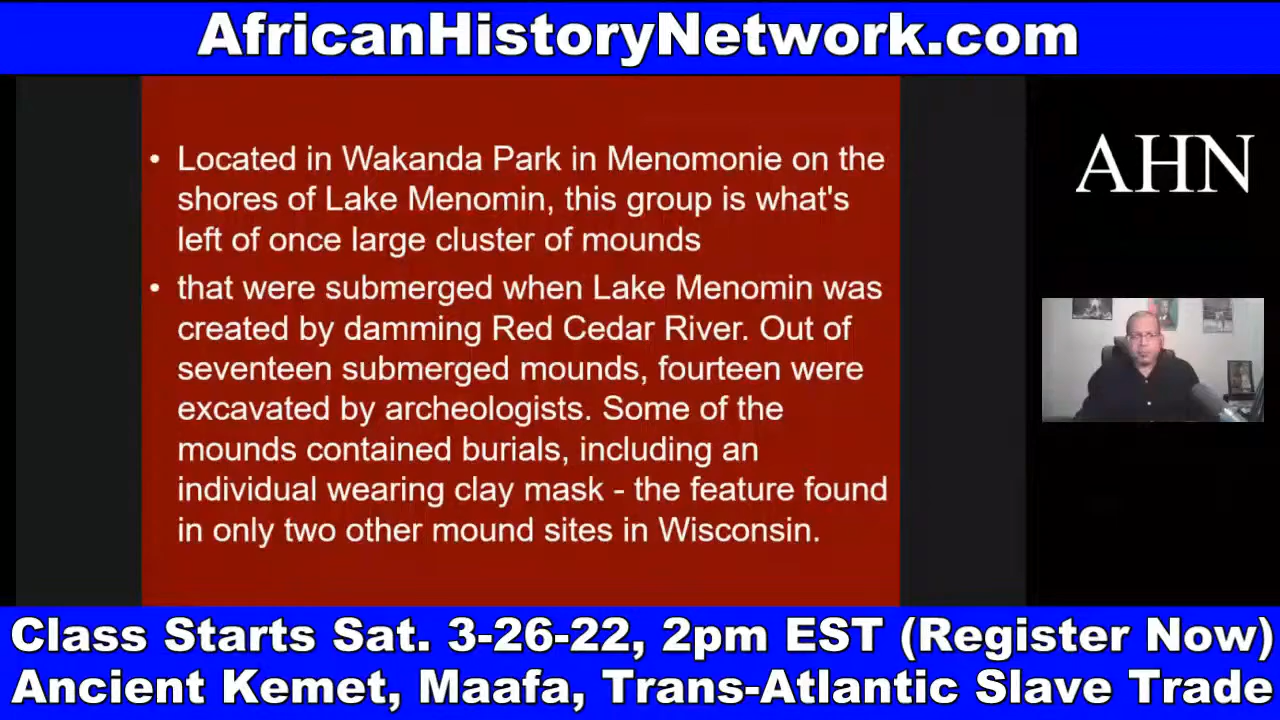 AfricanHistoryNetwork.com
• Located in Wakanda Park in Menomonie on the
shores of Lake Menomin, this group is what's
left of once large cluster of mounds
• that were submerged when Lake Menomin was
created by damming Red Cedar River. Out of
seventeen submerged mounds, fourteen were
excavated by archeologists. Some of the
mounds contained burials, including an
individual wearing clay mask - the feature found
in only two other mound sites in Wisconsin.
AHN
Class Starts Sat. 3-26-22, 2pm EST (Register Now)
Ancient Kemet, Maafa, Trans-Atlantic Slave Trade